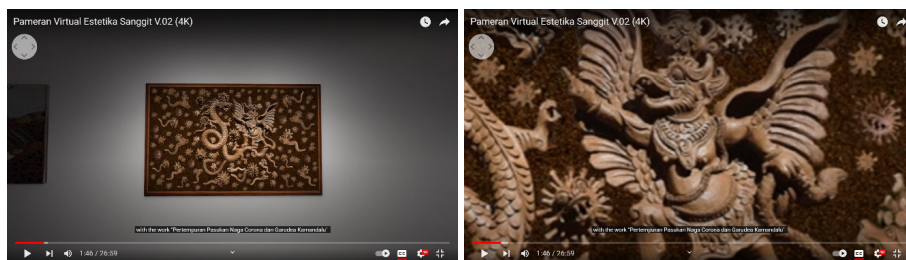 Pameran Virtual Estetika Sanggit V.02 (4K)
with the work "Pertempuran Pasukan Naga Corona dan Garudea Kamandalu"
1:46 / 26:59
Pameran Virtual Estetika Sanggit V.02 (4K)
with the work "Pertempuran Pasukan Naga Corona dan Garudea Kamandalu"
1:46 / 26:59